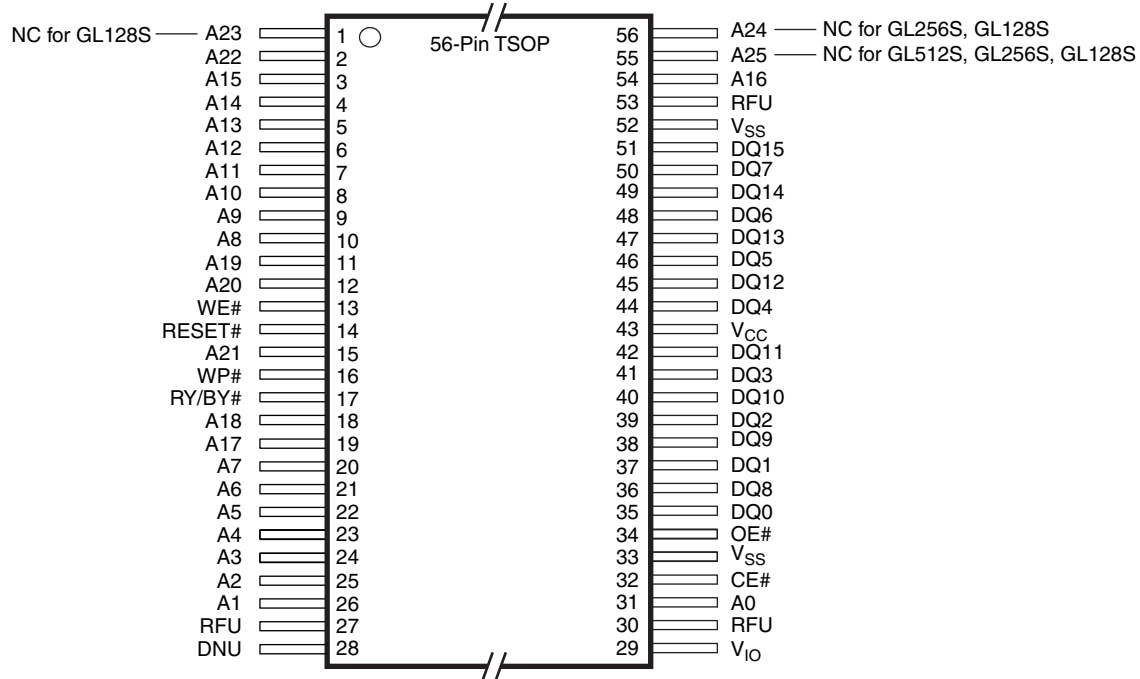 NC for GL128S A23 1 56-Pin TSOP 56 A24 NC for GL256S, GL128S
A22 2 55 A25 NC for GL512S, GL256S, GL128S
A15 3 54 A16
A14 4 53 RFU
A13 5 52 VSS
A12 6 51 DQ15
A11 7 50 DQ7
A10 8 49 DQ14
A9 9 48 DQ6
A8 10 47 DQ13
A19 11 46 DQ5
A20 12 45 DQ12
WE# 13 44 DQ4
RESET# 14 43 VCC
A21 15 42 DQ11
WP# 16 41 DQ3
RY/BY# 17 40 DQ10
A18 18 39 DQ2
A17 19 38 DQ9
A7 20 37 DQ1
A6 21 36 DQ8
A5 22 35 DQ0
A4 23 34 OE#
A3 24 33 VSS
A2 25 32 CE#
A1 26 31 A0
RFU 27 30 RFU
DNU 28 29 VIO